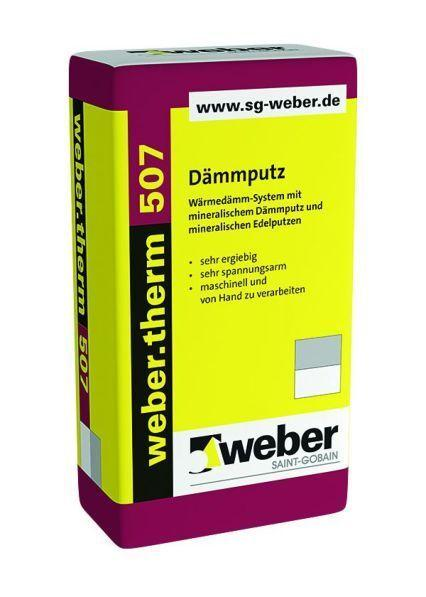 weber
www.sg-weber.de
weber.therm 507
weber.therm 507
Dämmputz
Wärmedämm-System mit
mineralischem Dämmputz und
mineralischen Edelputzen
• sehr ergiebig
• sehr spannungsarm
• maschinell und
von Hand zu verarbeiten
weber
SAINT-GOBAIN